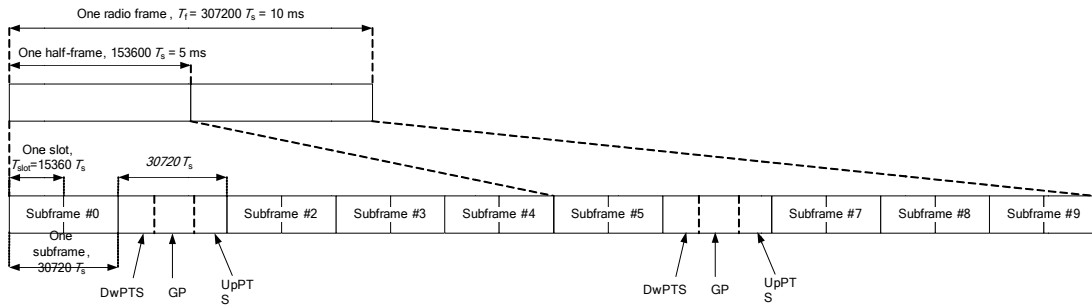 One radio frame , Tf = 307200 Ts = 10 ms
One half-frame, 153600 Ts = 5 ms
One slot,
Tslot=15360 Ts
30720 Ts
Subframe #0
Subframe #2
Subframe #3
Subframe #4
Subframe #5
Subframe #7
Subframe #8
Subframe #9
One
subframe,
30720 Ts
DwPTS
GP
UpPT
S
DwPTS
GP
UpPT
S